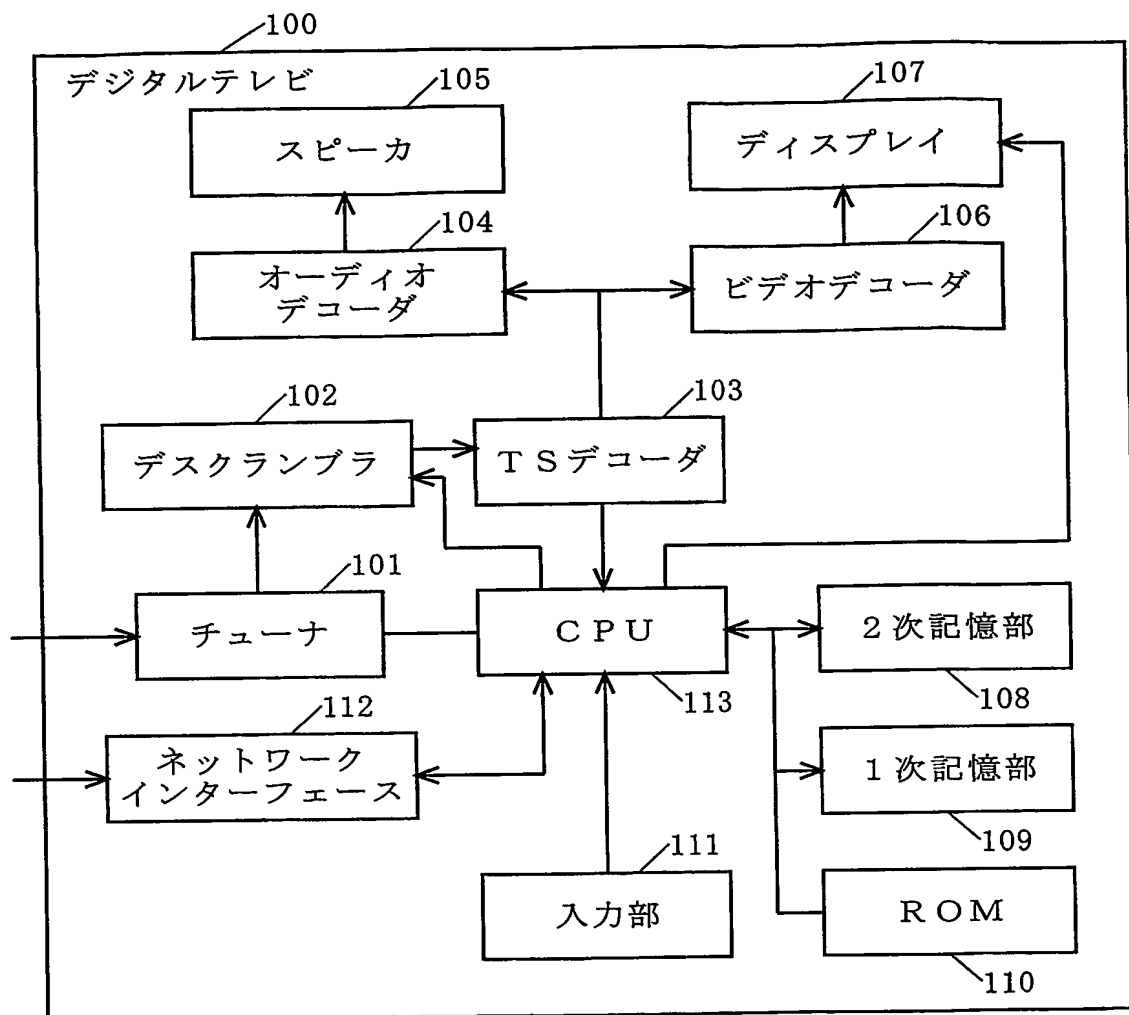 100
デジタルテレビ
105
スピーカ
107
ディスプレイ
104
オーディオ
デコーダ
106
ビデオデコーダ
102
デスクランブラ
103
TSデコーダ
101
チューナ
CPU
113
2次記憶部
108
112
ネットワーク
インターフェース
1次記憶部
109
111
入力部
ROM
110